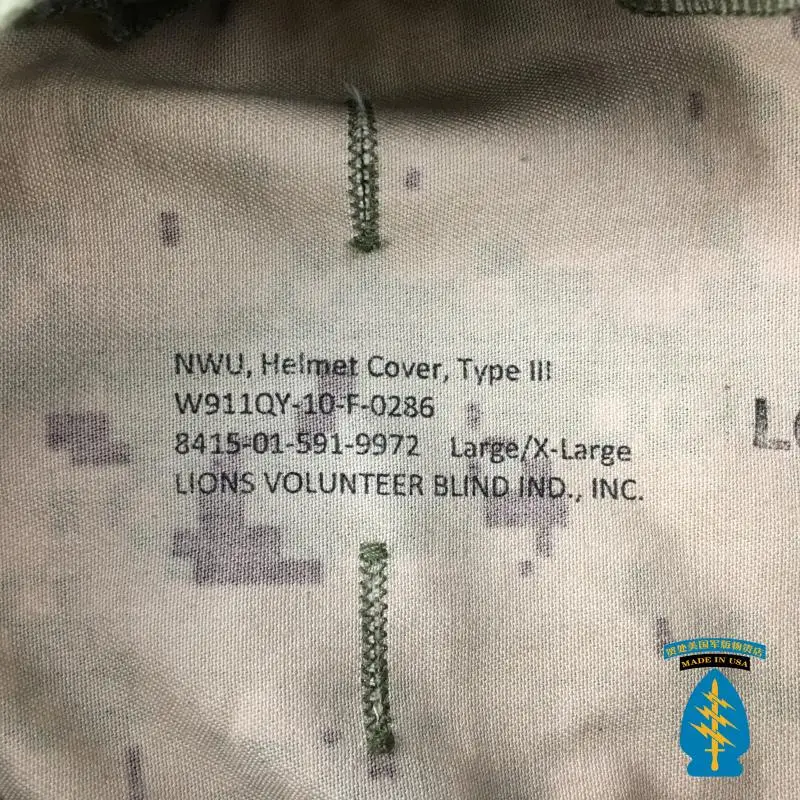 NWU, Helmet Cover, Type III
W911QY-10-F-0286
8415-01-591-9972 Large/X-Large
LIONS VOLUNTEER BLIND IND., INC.
MADE IN USA